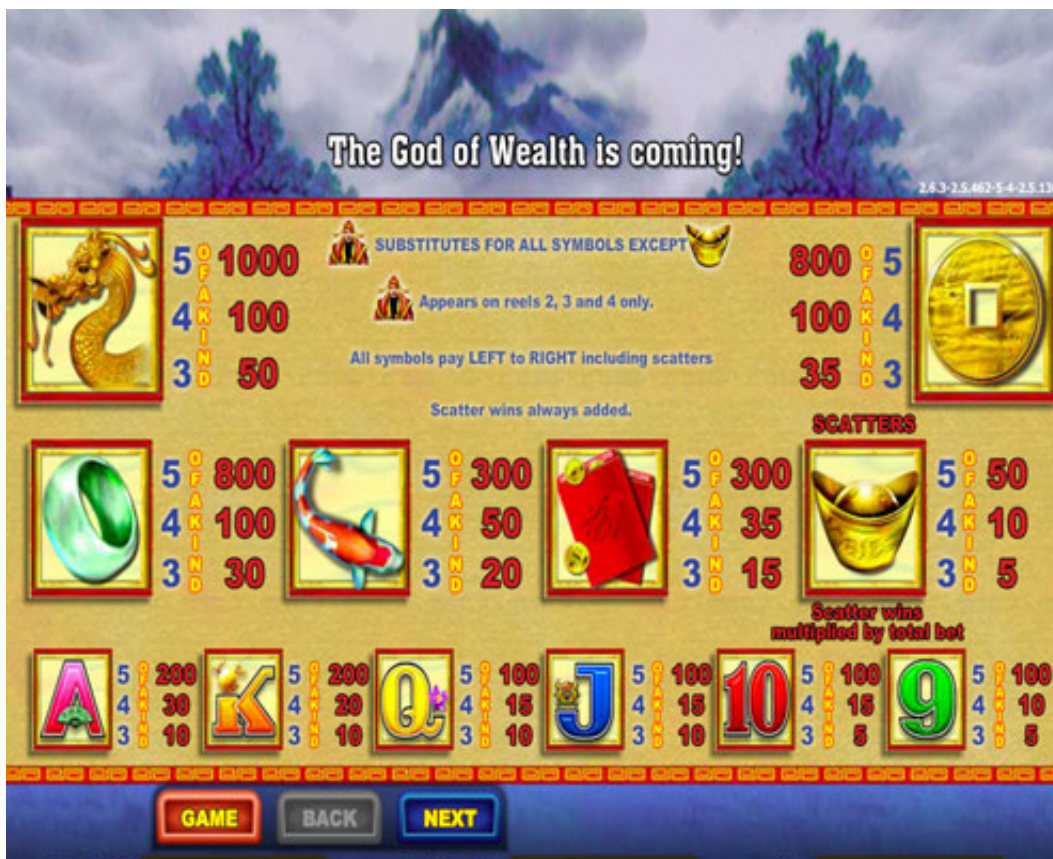 The God of Wealth is coming!
2.6.3-2.5.462-5-4-2.5.13
5 OF A KIND 1000
4 100
3 50
SUBSTITUTES FOR ALL SYMBOLS EXCEPT
Appears on reels 2, 3 and 4 only.
All symbols pay LEFT to RIGHT including scatters
Scatter wins always added.
800 OF A KIND 5
100 4
35 3
SCATTERS
5 OF A KIND 800
4 100
3 30
5 OF A KIND 300
4 50
3 20
5 OF A KIND 300
4 35
3 15
5 OF A KIND 50
4 10
3 5
Scatter wins
multiplied by total bet
A
5 OF A KIND 200
4 30
3 10
K
5 OF A KIND 200
4 20
3 10
Q
5 OF A KIND 100
4 15
3 10
J
5 OF A KIND 100
4 15
3 10
10
5 OF A KIND 100
4 15
3 5
9
5 OF A KIND 100
4 10
3 5
GAME
BACK
NEXT